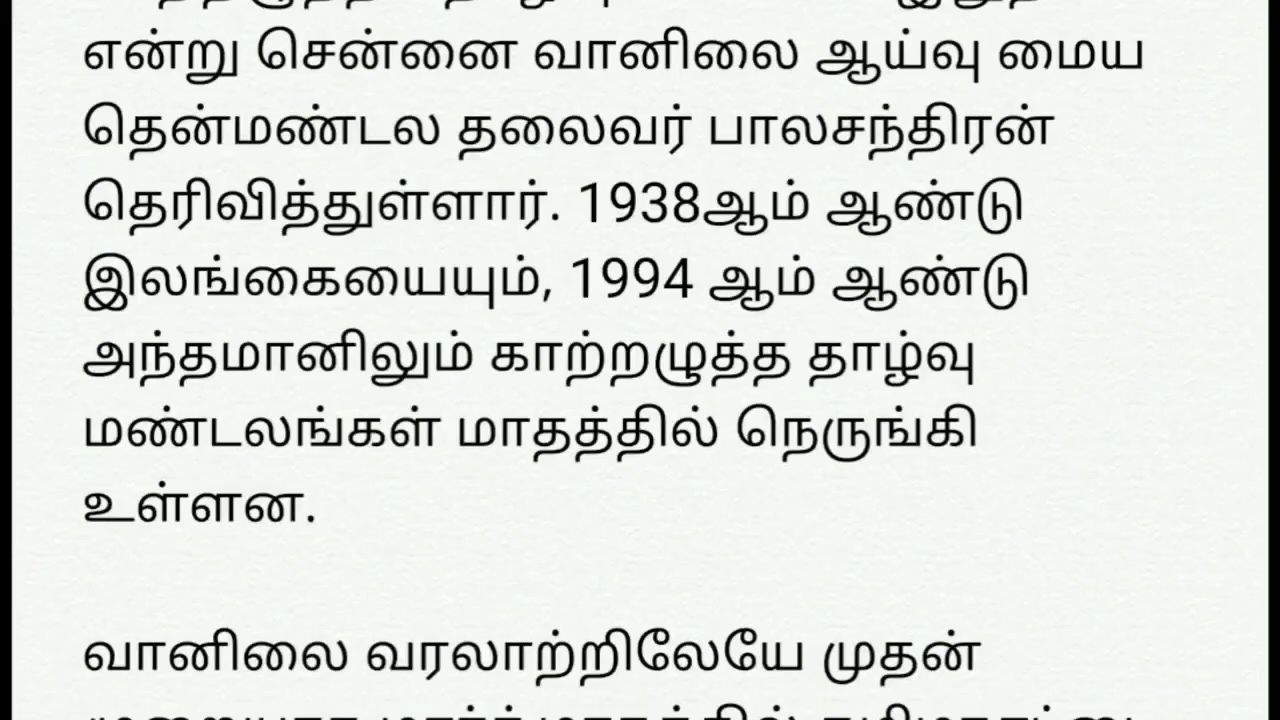 என்று சென்னை வானிலை ஆய்வு மைய
தென்மண்டல தலைவர் பாலசந்திரன்
தெரிவித்துள்ளார். 1938ஆம் ஆண்டு
இலங்கையையும், 1994 ஆம் ஆண்டு
அந்தமானிலும் காற்றழுத்த தாழ்வு
மண்டலங்கள் மாதத்தில் நெருங்கி
உள்ளன.
வானிலை வரலாற்றிலேயே முதன்